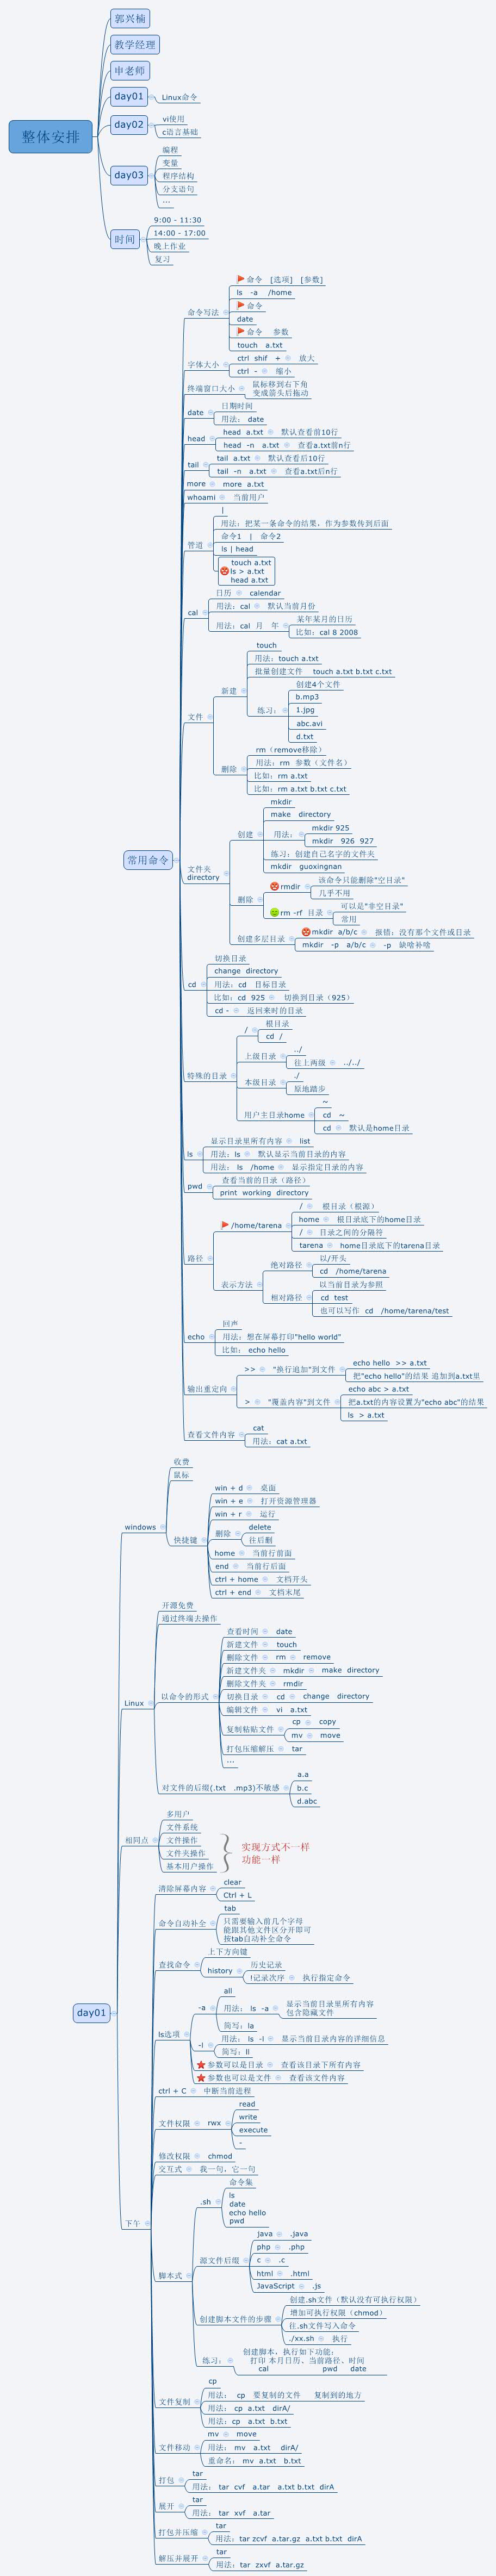 整体安排
郭兴楠
教学经理
申老师
day01
Linux命令
day02
vi使用
c语言基础
day03
编程
变量
程序结构
分支语句
...
时间
9:00 - 11:30
14:00 - 17:00
晚上作业
复习
day01
常用命令
命令写法
命令 [选项] [参数]
ls -a /home
命令
date
命令 参数
touch a.txt
字体大小
ctrl shif + 放大
ctrl - 缩小
终端窗口大小
鼠标移到右下角
变成箭头后拖动
date
日期时间
用法： date
head
head a.txt 默认查看前10行
head -n a.txt 查看a.txt前n行
tail
tail a.txt 默认查看后10行
tail -n a.txt 查看a.txt后n行
more more a.txt
whoami 当前用户
管道
|
用法：把某一条命令的结果，作为参数传到后面
命令1 | 命令2
ls | head
touch a.txt
ls > a.txt
head a.txt
cal
日历 calendar
用法：cal 默认当前月份
用法：cal 月 年
某年某月的日历
比如：cal 8 2008
文件
新建
touch
用法：touch a.txt
批量创建文件 touch a.txt b.txt c.txt
练习：
创建4个文件
b.mp3
1.jpg
abc.avi
d.txt
删除
rm（remove移除）
用法：rm 参数（文件名）
比如：rm a.txt
比如：rm a.txt b.txt c.txt
文件夹
directory
创建
mkdir
make directory
用法：
mkdir 925
mkdir 926 927
练习：创建自己名字的文件夹
mkdir guoxingnan
删除
rmdir
该命令只能删除"空目录"
几乎不用
rm -rf 目录
可以是"非空目录"
常用
创建多层目录
mkdir a/b/c 报错：没有那个文件或目录
mkdir -p a/b/c -p 缺啥补啥
cd
切换目录
change directory
用法：cd 目标目录
比如：cd 925 切换到目录（925）
cd - 返回来时的目录
特殊的目录
/
根目录
cd /
上级目录
../
往上两级 ../../
本级目录
./
原地踏步
用户主目录home
~
cd ~
cd 默认是home目录
ls
显示目录里所有内容 list
用法：ls 默认显示当前目录的内容
用法： ls /home 显示指定目录的内容
pwd
查看当前的目录（路径）
print working directory
路径
/home/tarena
/ 根目录（根源）
home 根目录底下的home目录
/ 目录之间的分隔符
tarena home目录底下的tarena目录
表示方法
绝对路径
以/开头
cd /home/tarena
相对路径
以当前目录为参照
cd test
也可以写作 cd /home/tarena/test
echo
回声
用法：想在屏幕打印"hello world"
比如： echo hello
输出重定向
>> "换行追加"到文件
echo hello >> a.txt
把"echo hello"的结果 追加到a.txt里
> "覆盖内容"到文件
echo abc > a.txt
把a.txt的内容设置为"echo abc"的结果
ls > a.txt
查看文件内容
cat
用法：cat a.txt
windows
收费
鼠标
快捷键
win + d 桌面
win + e 打开资源管理器
win + r 运行
删除
delete
往后删
home 当前行前面
end 当前行后面
ctrl + home 文档开头
ctrl + end 文档末尾
Linux
开源免费
通过终端去操作
以命令的形式
查看时间 date
新建文件 touch
删除文件 rm remove
新建文件夹 mkdir make directory
删除文件夹 rmdir
切换目录 cd change directory
编辑文件 vi a.txt
复制粘贴文件
cp copy
mv move
打包压缩解压 tar
...
对文件的后缀(.txt .mp3)不敏感
a.a
b.c
d.abc
相同点
多用户
文件系统
文件操作
文件夹操作
基本用户操作
实现方式不一样
功能一样
下午
清除屏幕内容
clear
Ctrl + L
命令自动补全
tab
只需要输入前几个字母
能跟其他文件区分开即可
按tab自动补全命令
查找命令
上下方向键
history
历史记录
!记录次序 执行指定命令
ls选项
-a
all
用法： ls -a
显示当前目录里所有内容
包含隐藏文件
简写：la
-l
用法： ls -l 显示当前目录内容的详细信息
简写：ll
参数可以是目录 查看该目录下所有内容
参数也可以是文件 查看该文件内容
ctrl + C 中断当前进程
文件权限 rwx
read
write
execute
-
修改权限 chmod
交互式 我一句，它一句
脚本式
.sh
命令集
ls
date
echo hello
pwd
源文件后缀
java .java
php .php
c .c
html .html
JavaScript .js
创建脚本文件的步骤
创建.sh文件（默认没有可执行权限）
增加可执行权限（chmod）
往.sh文件写入命令
./xx.sh 执行
练习：
创建脚本，执行如下功能：
打印 本月日历、当前路径、时间
cal pwd date
文件复制
cp
用法： cp 要复制的文件 复制到的地方
用法：cp a.txt dirA/
用法：cp a.txt b.txt
文件移动
mv move
用法： mv a.txt dirA/
重命名： mv a.txt b.txt
打包
tar
用法： tar cvf a.tar a.txt b.txt dirA
展开
tar
用法： tar xvf a.tar
打包并压缩
tar
用法：tar zcvf a.tar.gz a.txt b.txt dirA
解压并展开
tar
用法：tar zxvf a.tar.gz